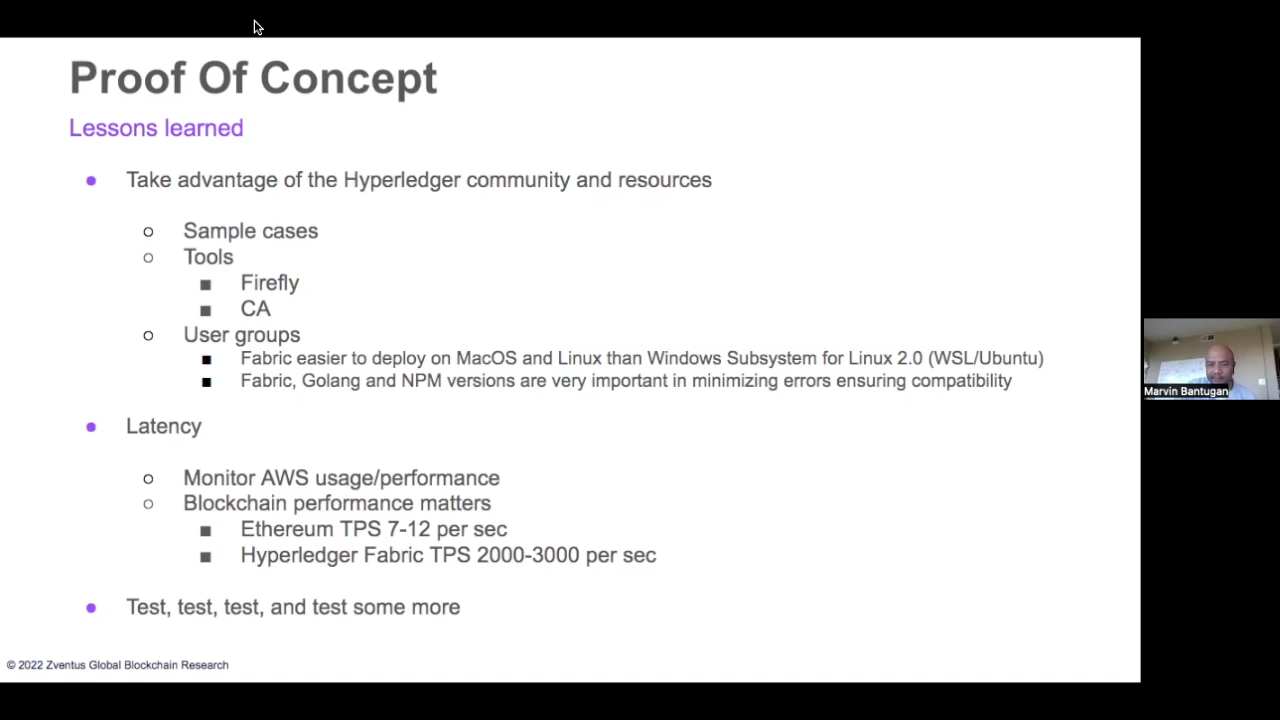 Proof Of Concept
Lessons learned
Take advantage of the Hyperledger community and resources
Sample cases
Tools
Firefly
CA
User groups
Fabric easier to deploy on MacOS and Linux than Windows Subsystem for Linux 2.0 (WSL/Ubuntu)
Fabric, Golang and NPM versions are very important in minimizing errors ensuring compatibility
Latency
Monitor AWS usage/performance
Blockchain performance matters
Ethereum TPS 7-12 per sec
Hyperledger Fabric TPS 2000-3000 per sec
Test, test, test, and test some more
© 2022 Zventus Global Blockchain Research
Marvin Bantugan